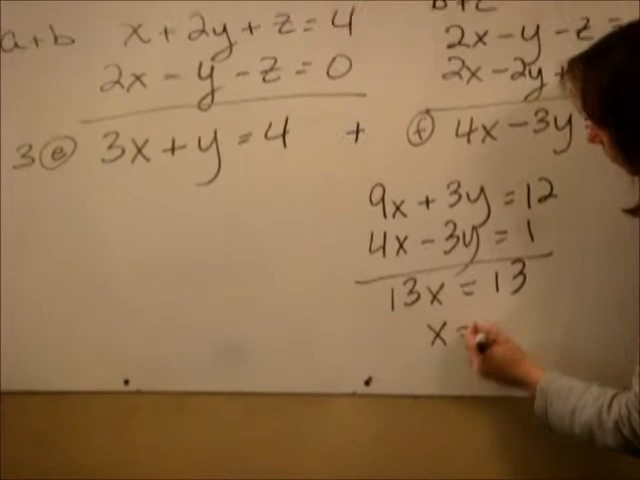 a+b x + 2y + z = 4
2x - y - z = 0
3 (e) 3x + y = 4 +
b+c
2x - y - z =
2x - 2y +
(f) 4x - 3y
9x + 3y = 12
4x - 3y = 1
13x = 13
x =